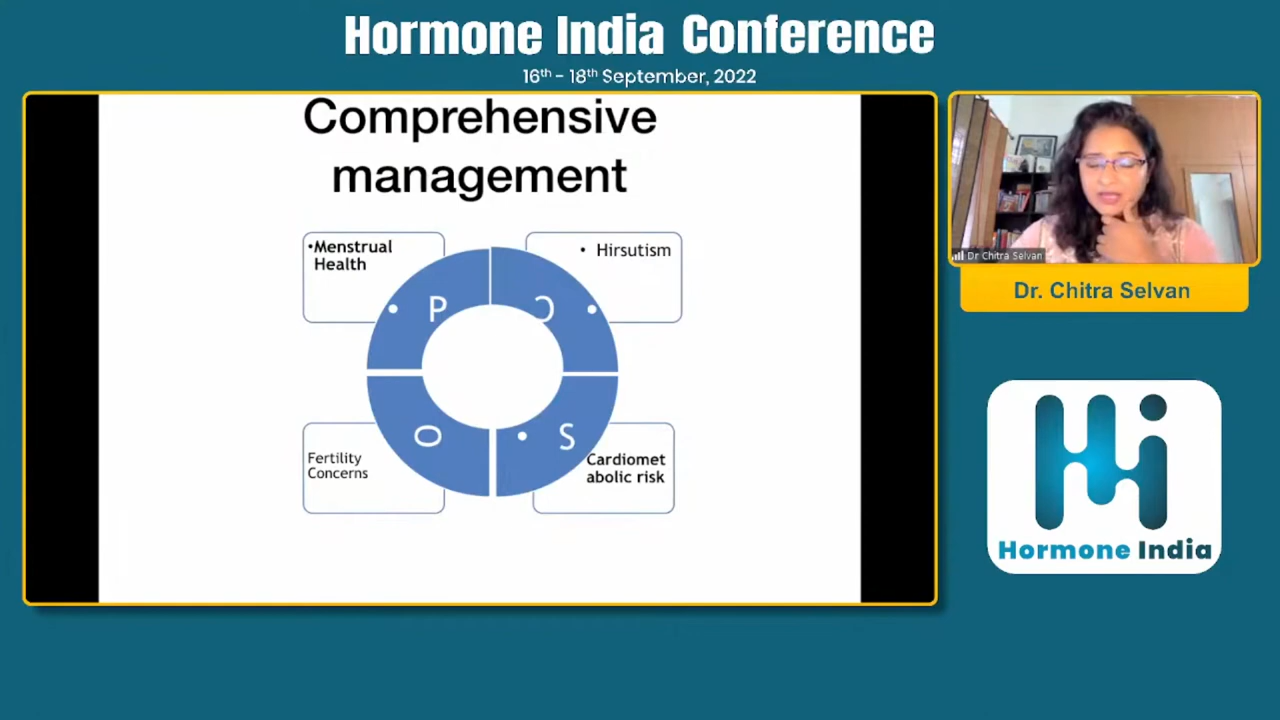 Hormone India Conference
16th - 18th September, 2022
Comprehensive
management
•Menstrual
Health
• Hirsutism
• P
C •
O
• S
Fertility
Concerns
Cardiomet
abolic risk
Dr Chitra Selvan
Dr. Chitra Selvan
Hormone India